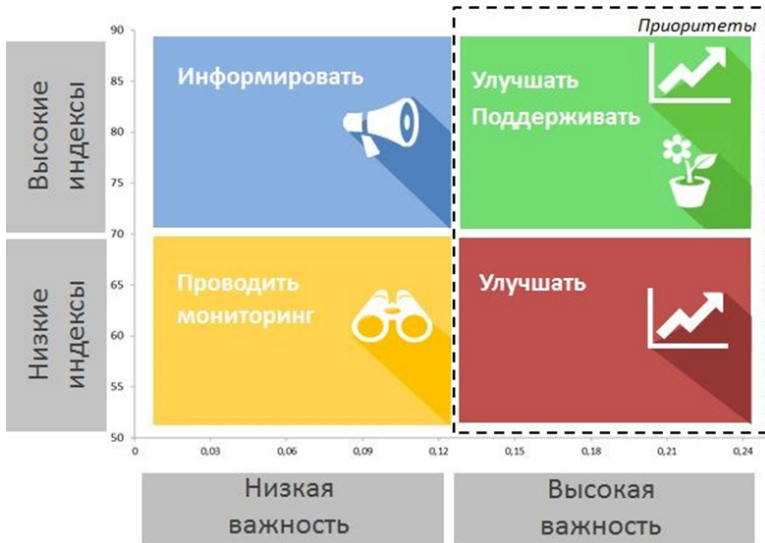 Приоритеты
90
85
80
75
70
65
60
55
50
Высокие
индексы
Низкие
индексы
Информировать
Улучшать
Поддерживать
Проводить
мониторинг
Улучшать
0
0,03
0,06
0,09
0,12
0,15
0,18
0,21
0,24
Низкая
важность
Высокая
важность